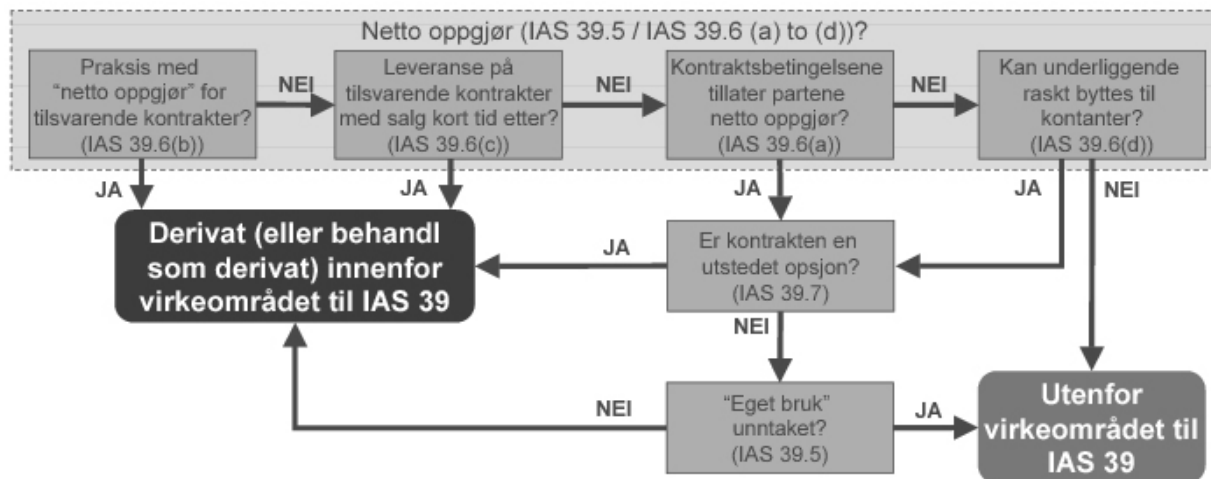 Netto oppgjør (IAS 39.5 / IAS 39.6 (a) to (d))?
Praksis med
“netto oppgjør” for
tilsvarende kontrakter?
(IAS 39.6(b))
NEI
Leveranse på
tilsvarende kontrakter
med salg kort tid etter?
(IAS 39.6(c))
NEI
Kontraktsbetingelsene
tillater partene
netto oppgjør?
(IAS 39.6(a))
NEI
Kan underliggende
raskt byttes til
kontanter?
(IAS 39.6(d))
JA
JA
JA
JA
NEI
Derivat (eller behandl
som derivat) innenfor
virkeområdet til IAS 39
JA
Er kontrakten en
utstedet opsjon?
(IAS 39.7)
NEI
NEI
“Eget bruk”
unntaket?
(IAS 39.5)
JA
Utenfor
virkeområdet til
IAS 39